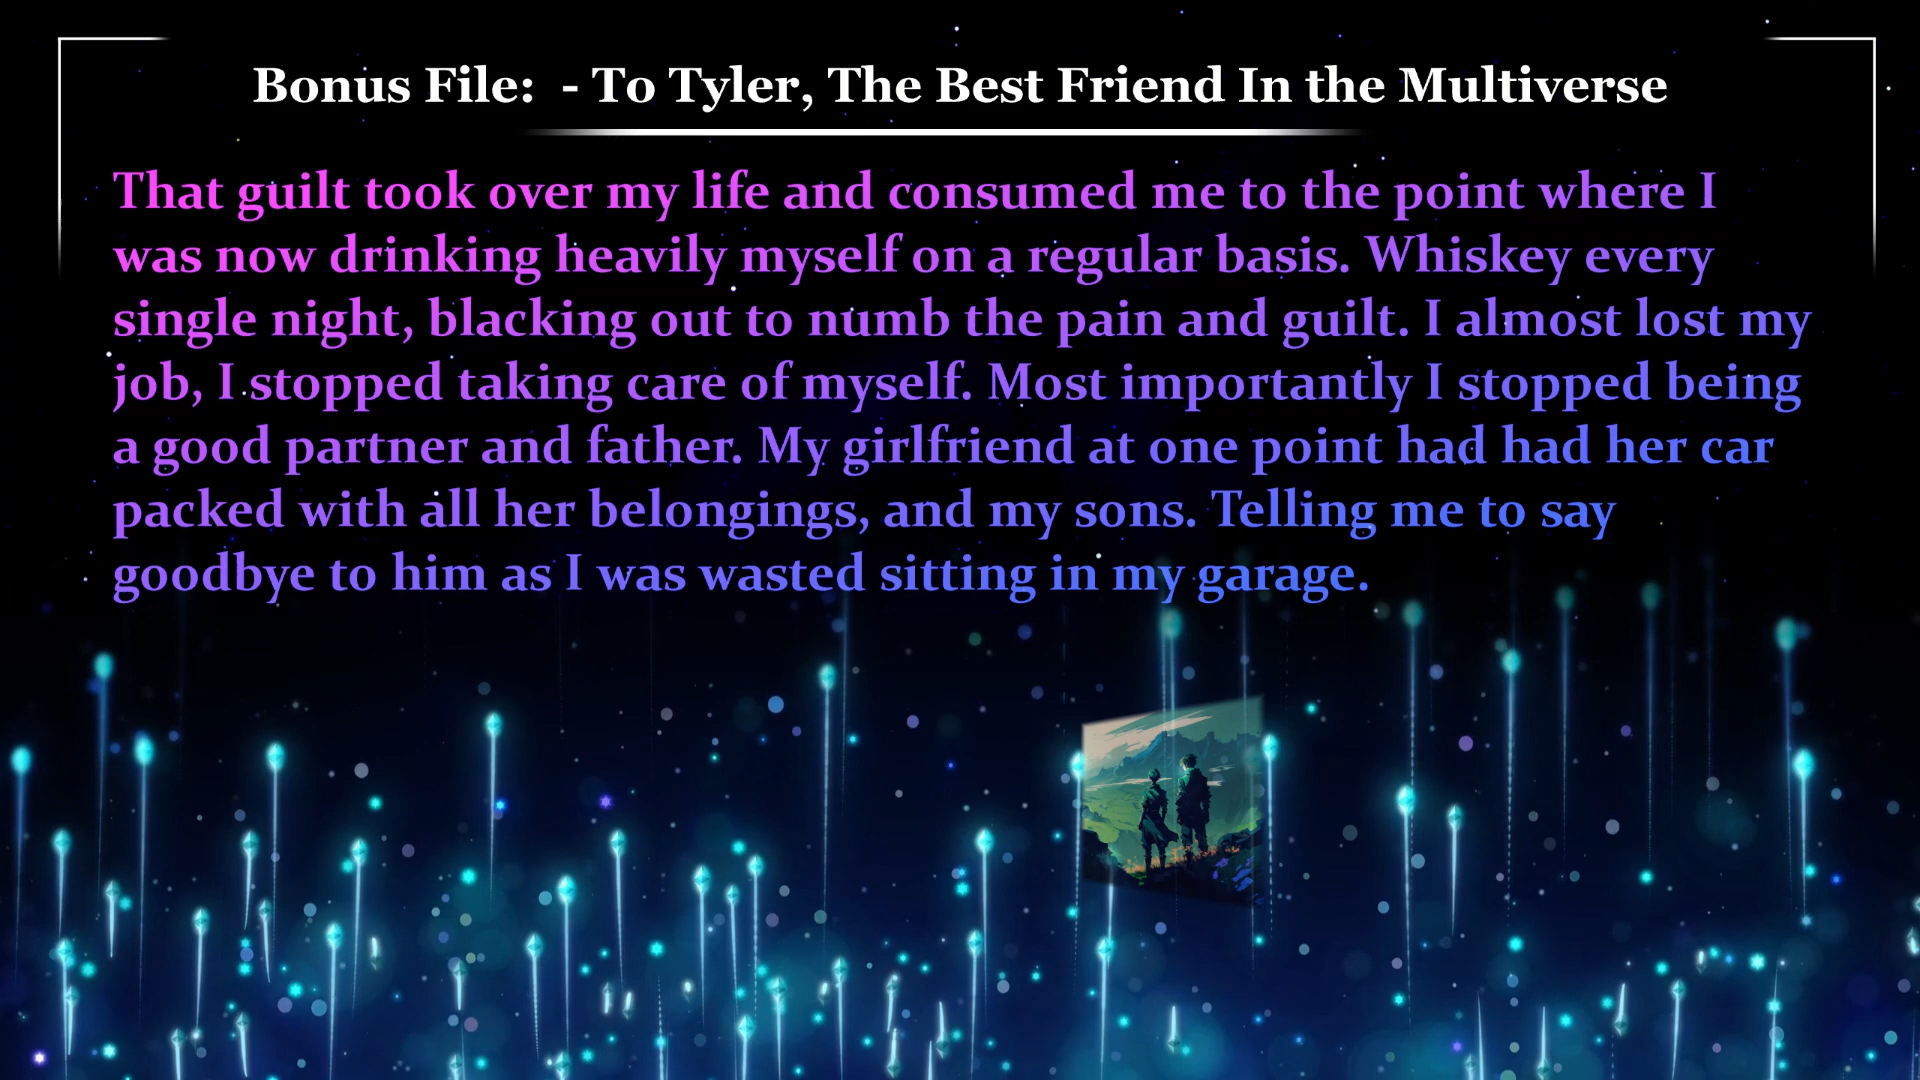 Bonus File:  - To Tyler, The Best Friend In the Multiverse
That guilt took over my life and consumed me to the point where I
was now drinking heavily myself on a regular basis. Whiskey every
single night, blacking out to numb the pain and guilt. I almost lost my
job, I stopped taking care of myself. Most importantly I stopped being
a good partner and father. My girlfriend at one point had had her car
packed with all her belongings, and my sons. Telling me to say
goodbye to him as I was wasted sitting in my garage.